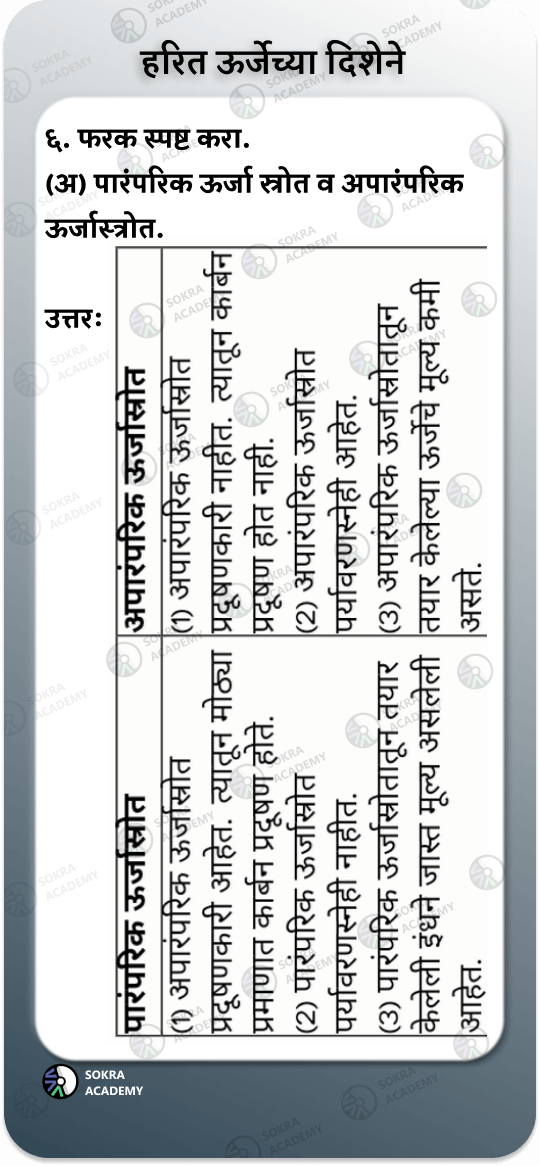 हरित ऊर्जेच्या दिशेने
६. फरक स्पष्ट करा.
(अ) पारंपरिक ऊर्जा स्त्रोत व अपारंपरिक
ऊर्जास्त्रोत.
उत्तर:
पारंपरिक ऊर्जास्रोत
(1) अपारंपरिक ऊर्जास्रोत
प्रदूषणकारी आहेत. त्यातून मोठ्या
प्रमाणात कार्बन प्रदूषण होते.
(2) पारंपरिक ऊर्जास्रोत
पर्यावरणस्नेही नाहीत.
(3) पारंपरिक ऊर्जास्रोतातून तयार
केलेली इंधने जास्त मूल्य असलेली
आहेत.
अपारंपरिक ऊर्जास्रोत
(1) अपारंपरिक ऊर्जास्रोत
प्रदूषणकारी नाहीत. त्यातून कार्बन
प्रदूषण होत नाही.
(2) अपारंपरिक ऊर्जास्रोत
पर्यावरणस्नेही आहेत.
(3) अपारंपरिक ऊर्जास्रोतातून
तयार केलेल्या ऊर्जेचे मूल्य कमी
असते.
SOKRA
ACADEMY